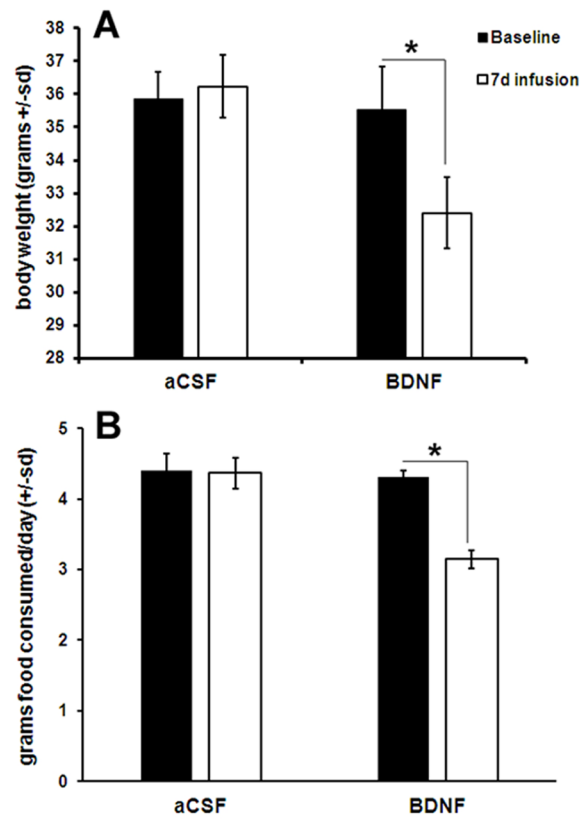 A
*
Baseline
7d infusion
bodyweight (grams +/-sd)
38
37
36
35
34
33
32
31
30
29
28
aCSF
BDNF
B
*
grams food consumed/day (+/-sd)
5
4
3
2
1
0
aCSF
BDNF